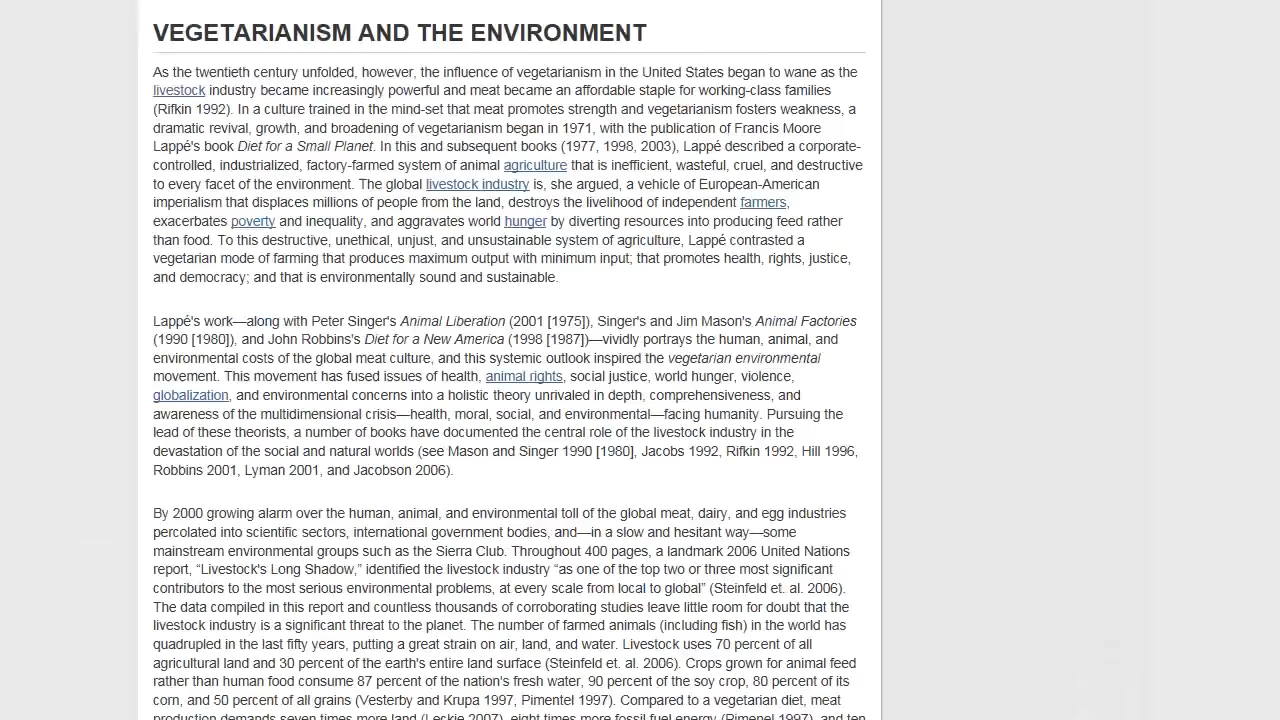 VEGETARIANISM AND THE ENVIRONMENT
As the twentieth century unfolded, however, the influence of vegetarianism in the United States began to wane as the
livestock industry became increasingly powerful and meat became an affordable staple for working-class families
(Rifkin 1992). In a culture trained in the mind-set that meat promotes strength and vegetarianism fosters weakness, a
dramatic revival, growth, and broadening of vegetarianism began in 1971, with the publication of Francis Moore
Lappé's book Diet for a Small Planet. In this and subsequent books (1977, 1998, 2003), Lappé described a corporate-
controlled, industrialized, factory-farmed system of animal agriculture that is inefficient, wasteful, cruel, and destructive
to every facet of the environment. The global livestock industry is, she argued, a vehicle of European-American
imperialism that displaces millions of people from the land, destroys the livelihood of independent farmers,
exacerbates poverty and inequality, and aggravates world hunger by diverting resources into producing feed rather
than food. To this destructive, unethical, unjust, and unsustainable system of agriculture, Lappé contrasted a
vegetarian mode of farming that produces maximum output with minimum input; that promotes health, rights, justice,
and democracy; and that is environmentally sound and sustainable.
Lappé's work—along with Peter Singer's Animal Liberation (2001 [1975]), Singer's and Jim Mason's Animal Factories
(1990 [1980]), and John Robbins's Diet for a New America (1998 [1987])—vividly portrays the human, animal, and
environmental costs of the global meat culture, and this systemic outlook inspired the vegetarian environmental
movement. This movement has fused issues of health, animal rights, social justice, world hunger, violence,
globalization, and environmental concerns into a holistic theory unrivaled in depth, comprehensiveness, and
awareness of the multidimensional crisis—health, moral, social, and environmental—facing humanity. Pursuing the
lead of these theorists, a number of books have documented the central role of the livestock industry in the
devastation of the social and natural worlds (see Mason and Singer 1990 [1980], Jacobs 1992, Rifkin 1992, Hill 1996,
Robbins 2001, Lyman 2001, and Jacobson 2006).
By 2000 growing alarm over the human, animal, and environmental toll of the global meat, dairy, and egg industries
percolated into scientific sectors, international government bodies, and—in a slow and hesitant way—some
mainstream environmental groups such as the Sierra Club. Throughout 400 pages, a landmark 2006 United Nations
report, “Livestock's Long Shadow,” identified the livestock industry “as one of the top two or three most significant
contributors to the most serious environmental problems, at every scale from local to global” (Steinfeld et. al. 2006).
The data compiled in this report and countless thousands of corroborating studies leave little room for doubt that the
livestock industry is a significant threat to the planet. The number of farmed animals (including fish) in the world has
quadrupled in the last fifty years, putting a great strain on air, land, and water. Livestock uses 70 percent of all
agricultural land and 30 percent of the earth's entire land surface (Steinfeld et. al. 2006). Crops grown for animal feed
rather than human food consume 87 percent of the nation's fresh water, 90 percent of the soy crop, 80 percent of its
corn, and 50 percent of all grains (Vesterby and Krupa 1997, Pimentel 1997). Compared to a vegetarian diet, meat
production demands seven times more land (Leckie 2007), eight times more fossil fuel energy (Pimenel 1997), and ten